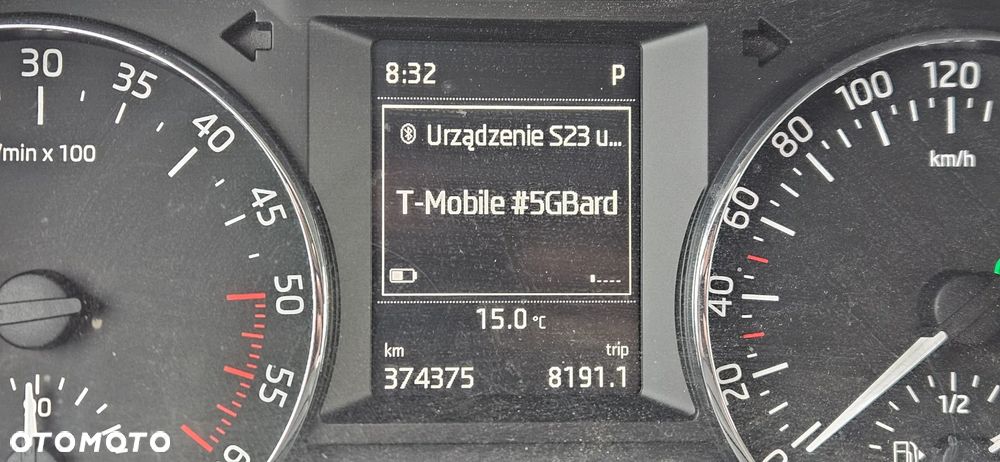 8:32 P
Urządzenie S23 u...
T-Mobile #5GBard
15.0 °C
km trip
374375 8191.1
30
35
40
45
50
55
/min x 100
20
40
60
80
100
120
km/h
1/2
OTOMOTO